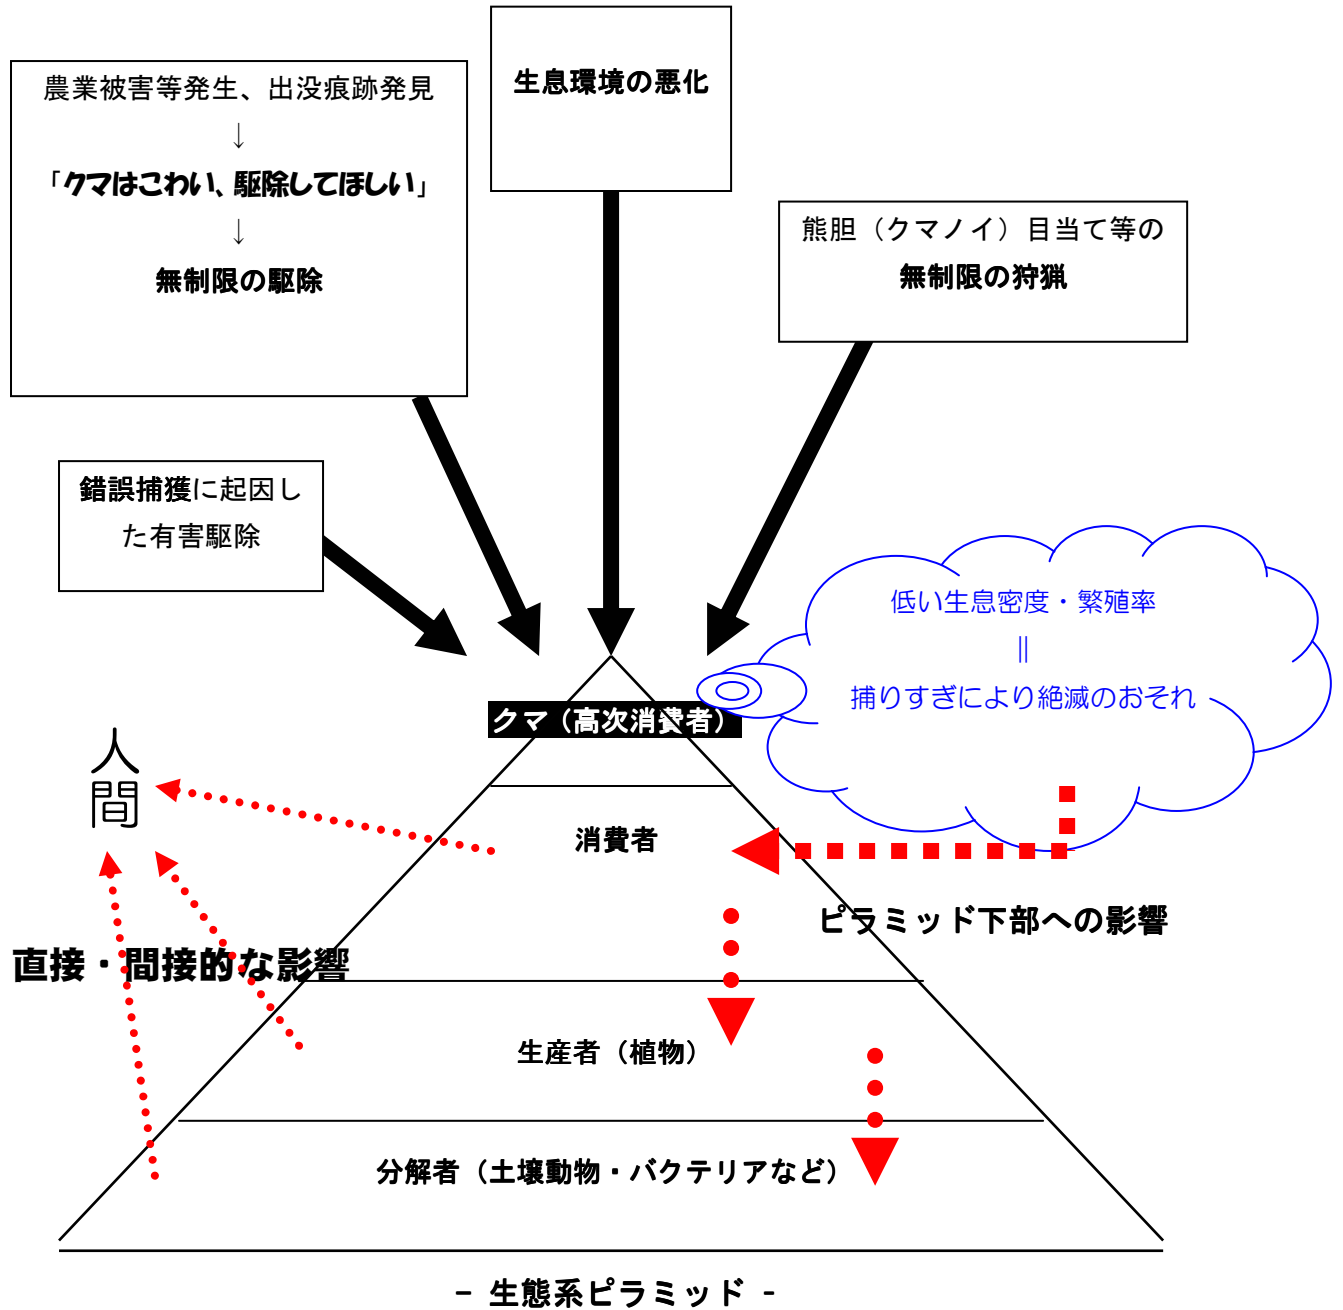 生息環境の悪化
農業被害等発生、出没痕跡発見
↓
「クマはこわい、駆除してほしい」
↓
無制限の駆除
熊胆（クマノイ）目当て等の
無制限の狩猟
錯誤捕獲に起因し
た有害駆除
低い生息密度・繁殖率
||
捕りすぎにより絶滅のおそれ
クマ（高次消費者）
人
間
消費者
ピラミッド下部への影響
直接・間接的な影響
生産者（植物）
分解者（土壌動物・バクテリアなど）
- 生態系ピラミッド -